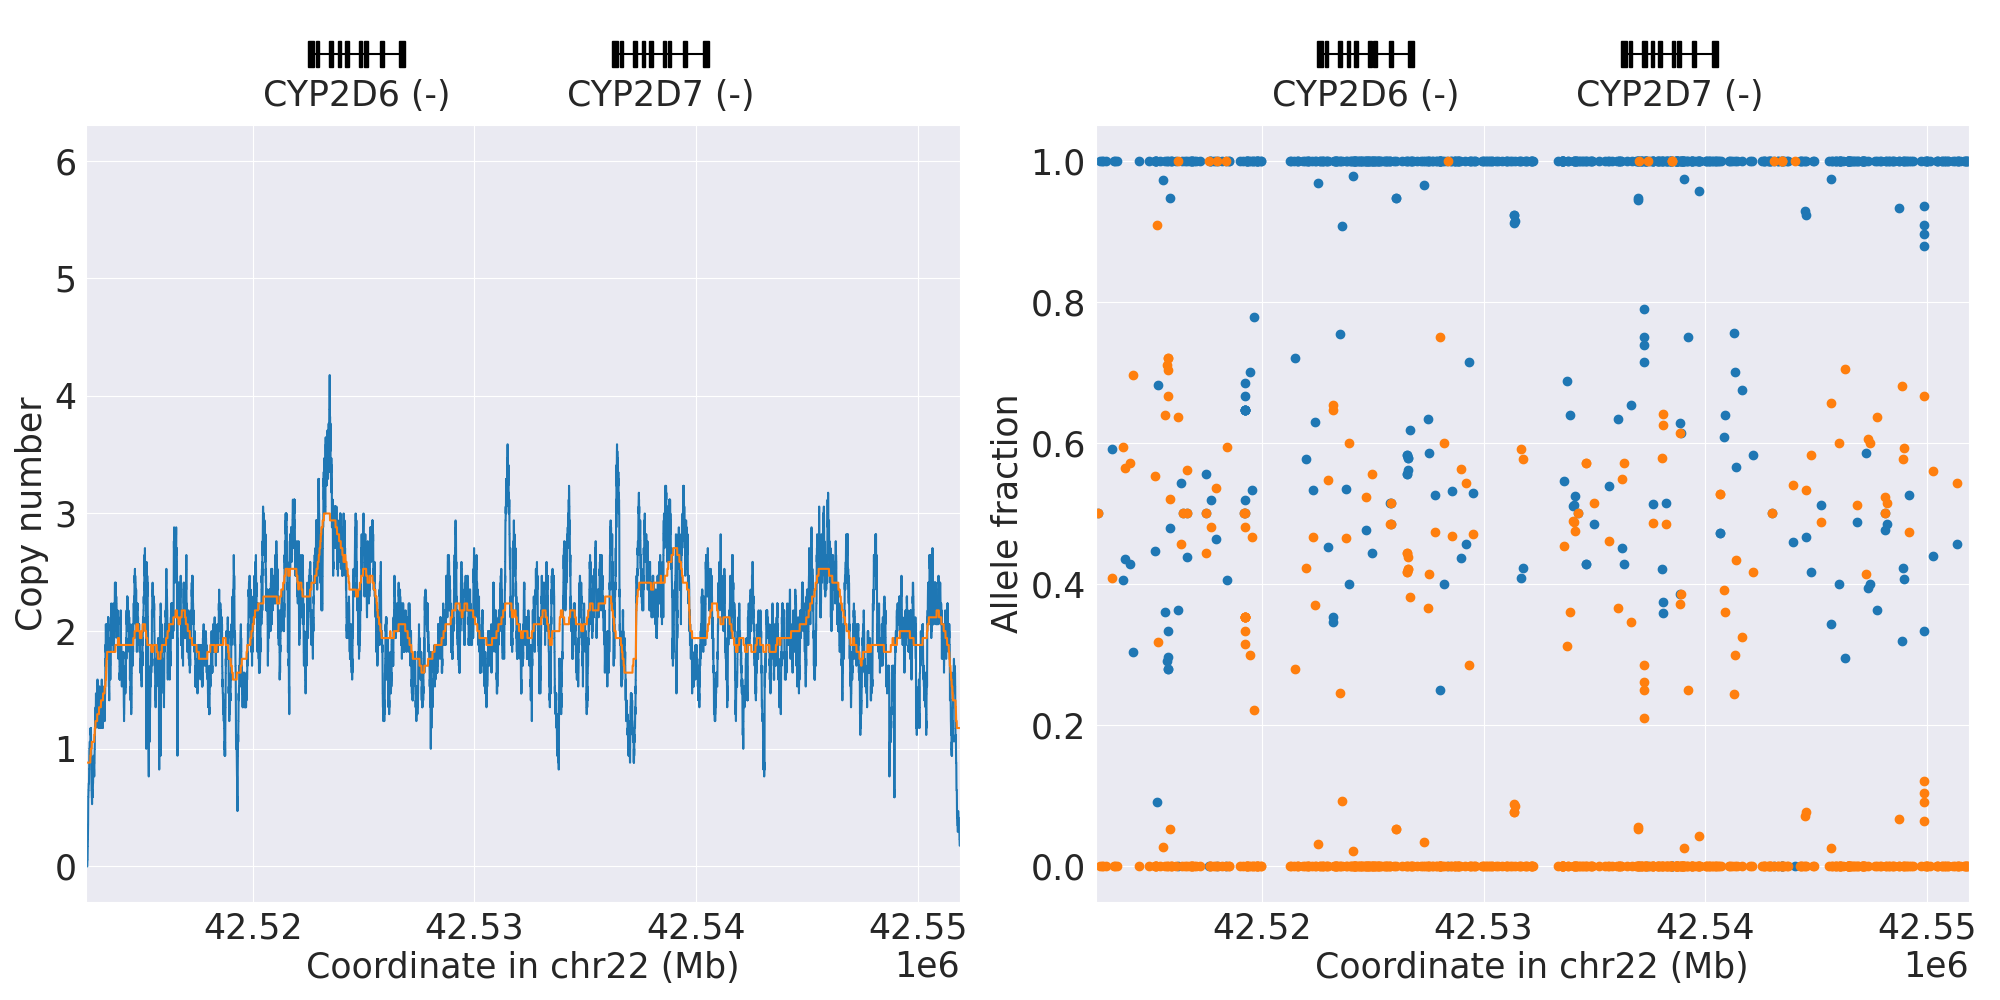 CYP2D6 (-)
CYP2D7 (-)
Copy number
6
5
4
3
2
1
0
42.52
42.53
42.54
42.55
Coordinate in chr22 (Mb)
1e6
CYP2D6 (-)
CYP2D7 (-)
Allele fraction
1.0
0.8
0.6
0.4
0.2
0.0
42.52
42.53
42.54
42.55
Coordinate in chr22 (Mb)
1e6